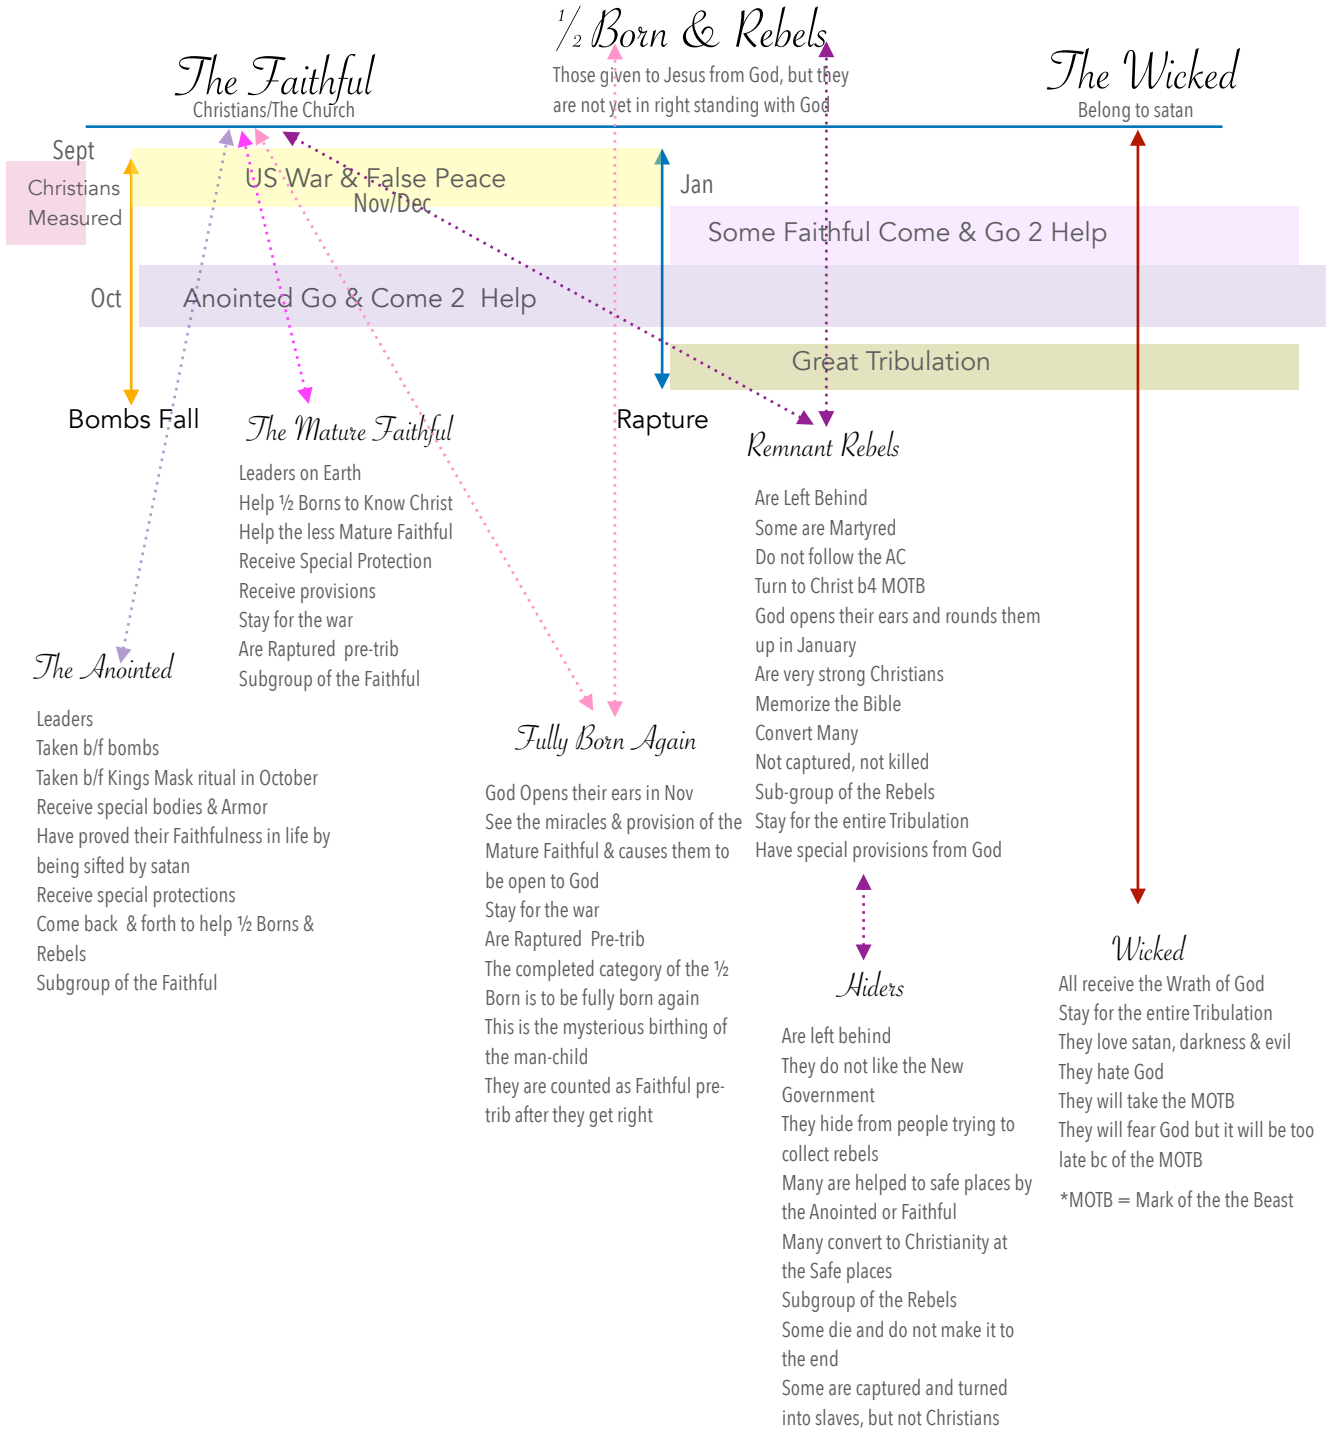 ½ Born & Rebels
Those given to Jesus from God, but they
are not yet in right standing with God
The Faithful
Christians/The Church
The Wicked
Belong to satan
Sept
Christians
Measured
US War & False Peace
Nov/Dec
Jan
Some Faithful Come & Go 2 Help
Oct
Anointed Go & Come 2 Help
Great Tribulation
Bombs Fall
Rapture
The Mature Faithful
Leaders on Earth
Help ½ Borns to Know Christ
Help the less Mature Faithful
Receive Special Protection
Receive provisions
Stay for the war
Are Raptured pre-trib
Subgroup of the Faithful
Remnant Rebels
Are Left Behind
Some are Martyred
Do not follow the AC
Turn to Christ b4 MOTB
God opens their ears and rounds them
up in January
Are very strong Christians
Memorize the Bible
Convert Many
Not captured, not killed
Sub-group of the Rebels
Stay for the entire Tribulation
Have special provisions from God
The Anointed
Leaders
Taken b/f bombs
Taken b/f Kings Mask ritual in October
Receive special bodies & Armor
Have proved their Faithfulness in life by
being sifted by satan
Receive special protections
Come back & forth to help ½ Borns &
Rebels
Subgroup of the Faithful
Fully Born Again
God Opens their ears in Nov
See the miracles & provision of the
Mature Faithful & causes them to
be open to God
Stay for the war
Are Raptured Pre-trib
The completed category of the ½
Born is to be fully born again
This is the mysterious birthing of
the man-child
They are counted as Faithful pre-
trib after they get right
Hiders
Are left behind
They do not like the New
Government
They hide from people trying to
collect rebels
Many are helped to safe places by
the Anointed or Faithful
Many convert to Christianity at
the Safe places
Subgroup of the Rebels
Some die and do not make it to
the end
Some are captured and turned
into slaves, but not Christians
Wicked
All receive the Wrath of God
Stay for the entire Tribulation
They love satan, darkness & evil
They hate God
They will take the MOTB
They will fear God but it will be too
late bc of the MOTB
*MOTB = Mark of the the Beast